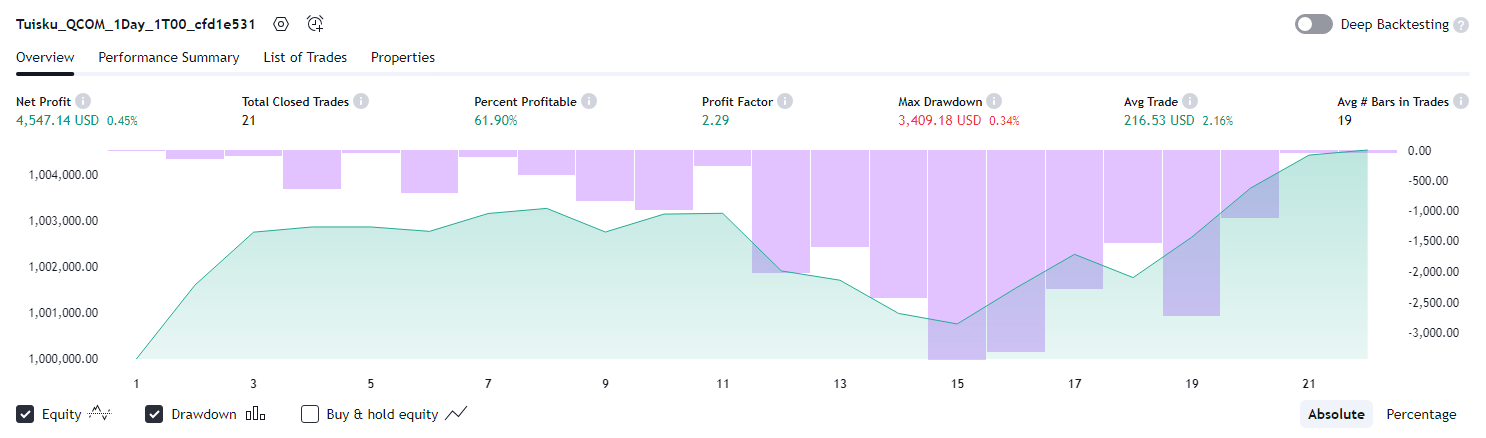 Tuisku_QCOM_1Day_1T00_cfd1e531 Deep Backtesting ?
Overview Performance Summary List of Trades Properties
Net Profit Total Closed Trades Percent Profitable Profit Factor Max Drawdown Avg Trade Avg # Bars in Trades
4,547.14 USD 0.45% 21 61.90% 2.29 3,409.18 USD 0.34% 216.53 USD 2.16% 19
0.00
1,004,000.00 -500.00
1,003,000.00 -1,000.00
-1,500.00
1,002,000.00 -2,000.00
1,001,000.00 -2,500.00
-3,000.00
1,000,000.00
1 3 5 7 9 11 13 15 17 19 21
Equity Drawdown Buy & hold equity Absolute Percentage